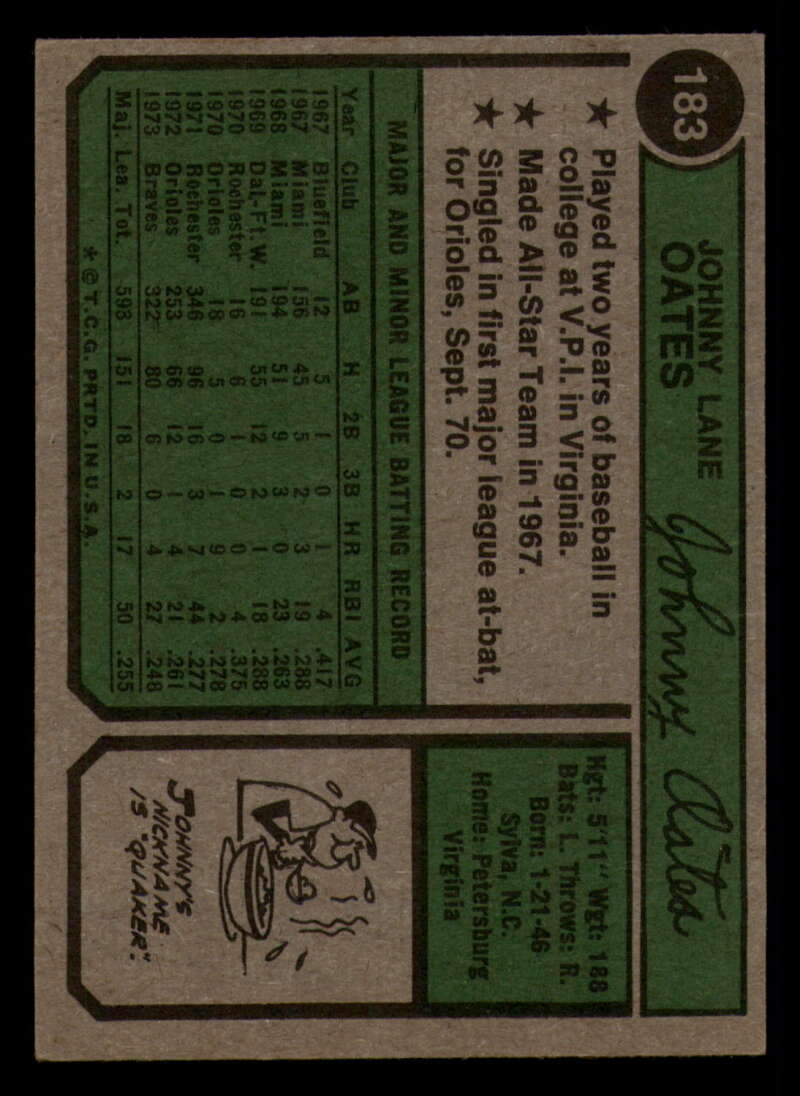 183
JOHNNY LANE
OATES
Johnny Oates
★ Played two years of baseball in
college at V.P.I. in Virginia.
★ Made All-Star Team in 1967.
★ Singled in first major league at-bat,
for Orioles, Sept. 70.
Hgt: 5'11" Wgt: 188
Bats: L. Throws: R.
Born: 1-21-46
Sylva, N.C.
Home: Petersburg
Virginia
MAJOR AND MINOR LEAGUE BATTING RECORD
Year Club AB H 2B 3B HR RBI AVG
1967 Bluefield 12 5 1 0 1 4 .417
1967 Miami 156 45 5 2 3 19 .288
1968 Miami 194 51 9 3 0 23 .263
1969 Dal.-Ft.W. 191 55 12 2 1 18 .288
1970 Rochester 16 6 1 0 0 4 .375
1970 Orioles 18 5 0 1 9 2 .278
1971 Rochester 346 96 16 3 7 44 .277
1972 Orioles 253 66 12 1 4 21 .261
1973 Braves 322 80 6 0 4 27 .248
Maj. Lea. Tot. 593 151 18 2 17 50 .255
* © T.C.G. PRTD. IN U.S.A.
JOHNNY'S
NICKNAME
IS "QUAKER".